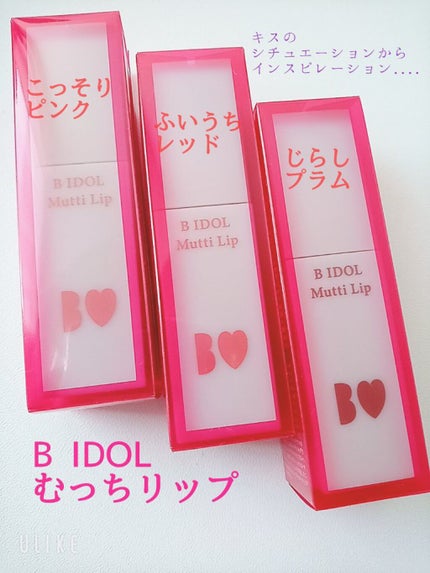 キスの
シチュエーションから
インスピレーション....
こっそり
ピンク
ふいうち
レッド
じらし
プラム
B IDOL
Mutti Lip
B IDOL
Mutti Lip
B IDOL
Mutti Lip
B♥
B♥
B♥
B IDOL
むっちリップ
ULIKE